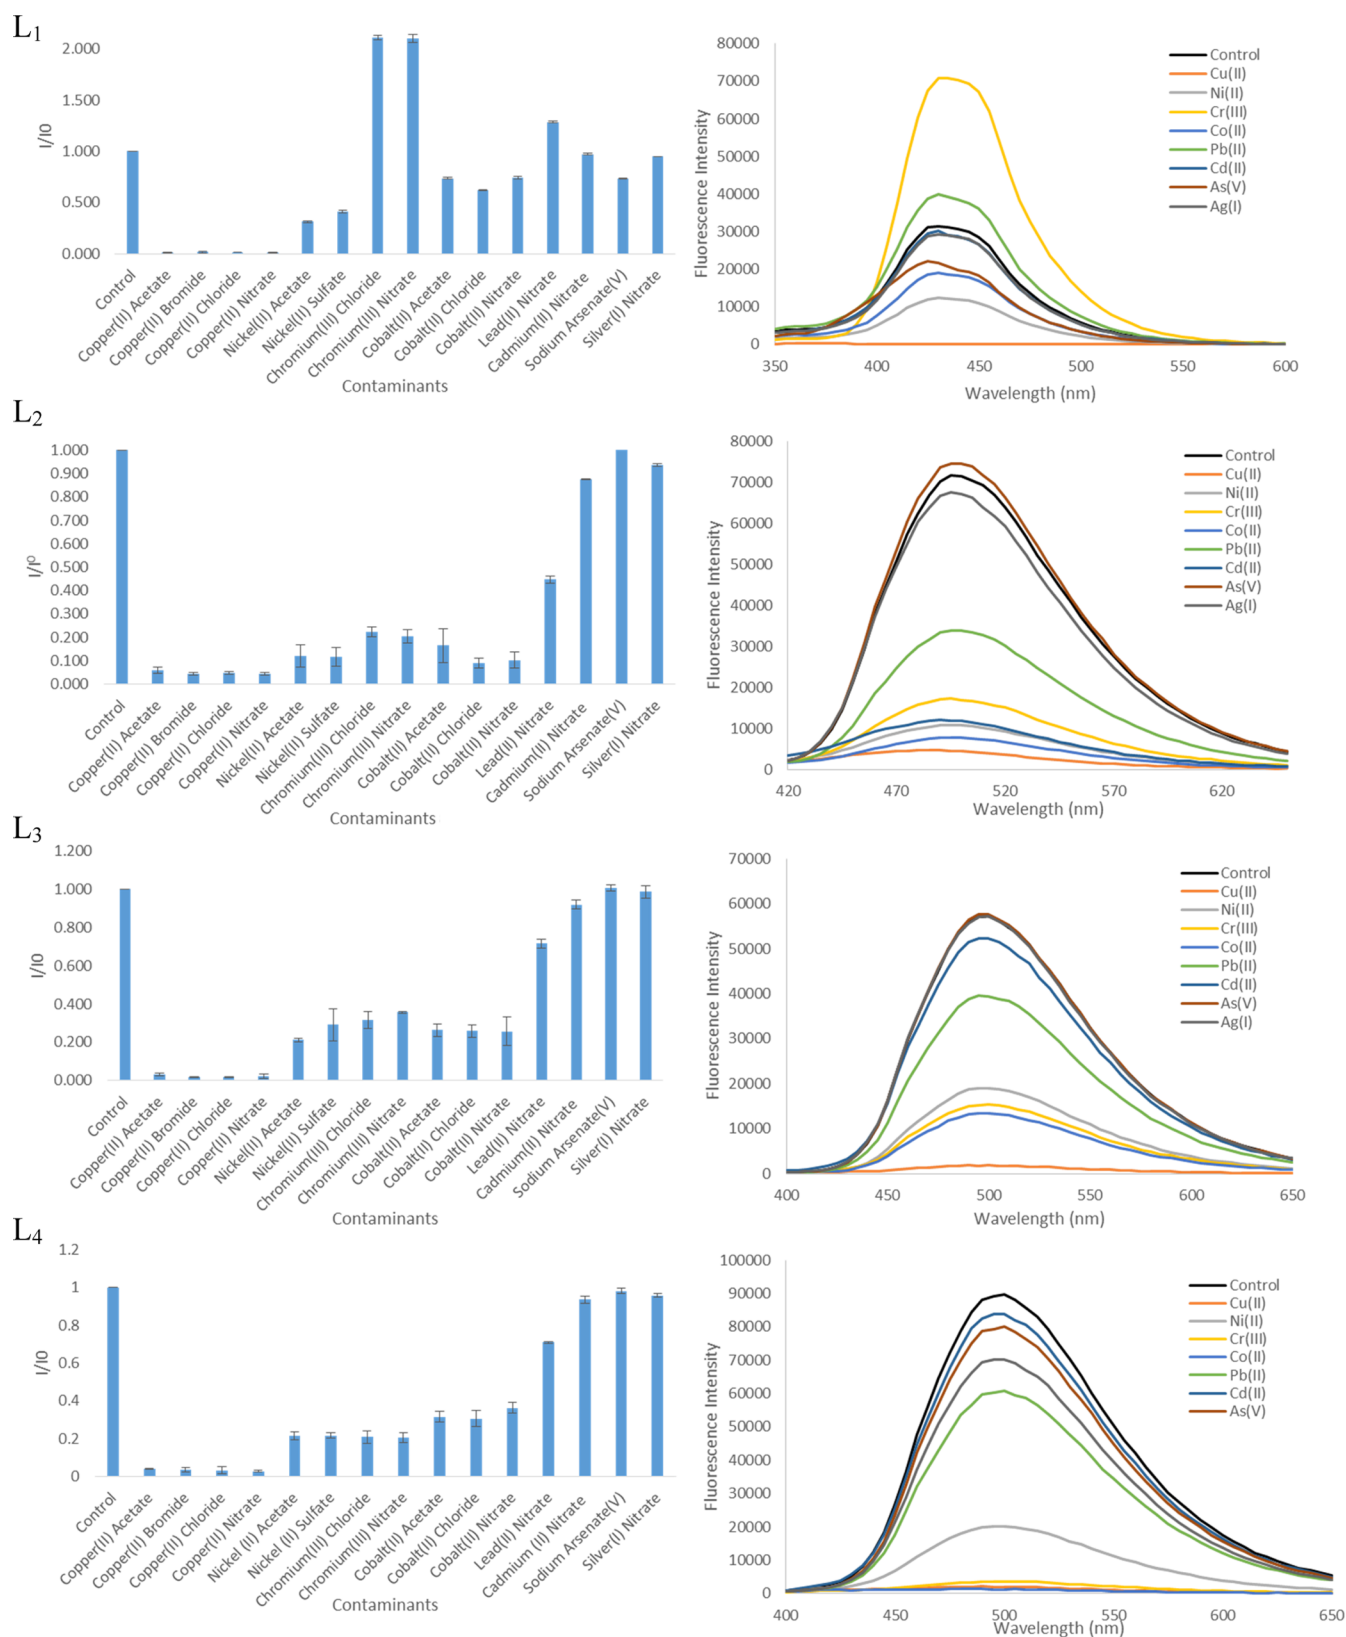 L1
2.000
1.500
1.000
0.500
0.000
I/I0
Control
Copper(II) Acetate
Copper(II) Bromide
Copper(II) Chloride
Copper(II) Nitrate
Nickel(II) Acetate
Nickel(II) Sulfate
Chromium(III) Chloride
Chromium(III) Nitrate
Cobalt(II) Acetate
Cobalt(I) Chloride
Cobalt(II) Nitrate
Lead(II) Nitrate
Cadmium(II) Nitrate
Sodium Arsenate(V)
Silver(I) Nitrate
Contaminants
80000
70000
60000
50000
40000
30000
20000
10000
0
Fluorescence Intensity
350 400 450 500 550 600
Wavelength (nm)
Control
Cu(II)
Ni(II)
Cr(III)
Co(II)
Pb(II)
Cd(II)
As(V)
Ag(I)
L2
1.000
0.900
0.800
0.700
0.600
0.500
0.400
0.300
0.200
0.100
0.000
I/I⁰
Control
Copper(II) Acetate
Copper(II) Bromide
Copper(II) Chloride
Copper(II) Nitrate
Nickel(II) Acetate
Nickel(II) Sulfate
Chromium(III) Chloride
Chromium(III) Nitrate
Cobalt(II) Acetate
Cobalt(II) Chloride
Cobalt(II) Nitrate
Lead(II) Nitrate
Cadmium(II) Nitrate
Sodium Arsenate(V)
Silver(I) Nitrate
Contaminants
80000
70000
60000
50000
40000
30000
20000
10000
0
Fluorescence Intensity
420 470 520 570 620
Wavelength (nm)
Control
Cu(II)
Ni(II)
Cr(III)
Co(II)
Pb(II)
Cd(II)
As(V)
Ag(I)
L3
1.200
1.000
0.800
0.600
0.400
0.200
0.000
I/I0
Control
Copper(II) Acetate
Copper(II) Bromide
Copper(II) Chloride
Copper(II) Nitrate
Nickel(II) Acetate
Nickel(II) Sulfate
Chromium(III) Chloride
Chromium(III) Nitrate
Cobalt(II) Acetate
Cobalt(II) Chloride
Cobalt(II) Nitrate
Lead(II) Nitrate
Cadmium(II) Nitrate
Sodium Arsenate(V)
Silver(I) Nitrate
Contaminants
70000
60000
50000
40000
30000
20000
10000
0
Fluorescence Intensity
400 450 500 550 600 650
Wavelength (nm)
Control
Cu(II)
Ni(II)
Cr(III)
Co(II)
Pb(II)
Cd(II)
As(V)
Ag(I)
L4
1.2
1
0.8
0.6
0.4
0.2
0
I/I0
Control
Copper(II) Acetate
Copper(II) Bromide
Copper(II) Chloride
Copper(II) Nitrate
Nickel (II) Acetate
Nickel (II) Sulfate
Chromium(III) Chloride
Chromium(III) Nitrate
Cobalt(II) Acetate
Cobalt(II) Chloride
Cobalt(II) Nitrate
Lead(II) Nitrate
Cadmium (II) Nitrate
Sodium Arsenate(V)
Silver(I) Nitrate
Contaminants
100000
90000
80000
70000
60000
50000
40000
30000
20000
10000
0
Fluorescence Intensity
400 450 500 550 600 650
Wavelength (nm)
Control
Cu(II)
Ni(II)
Cr(III)
Co(II)
Pb(II)
Cd(II)
As(V)